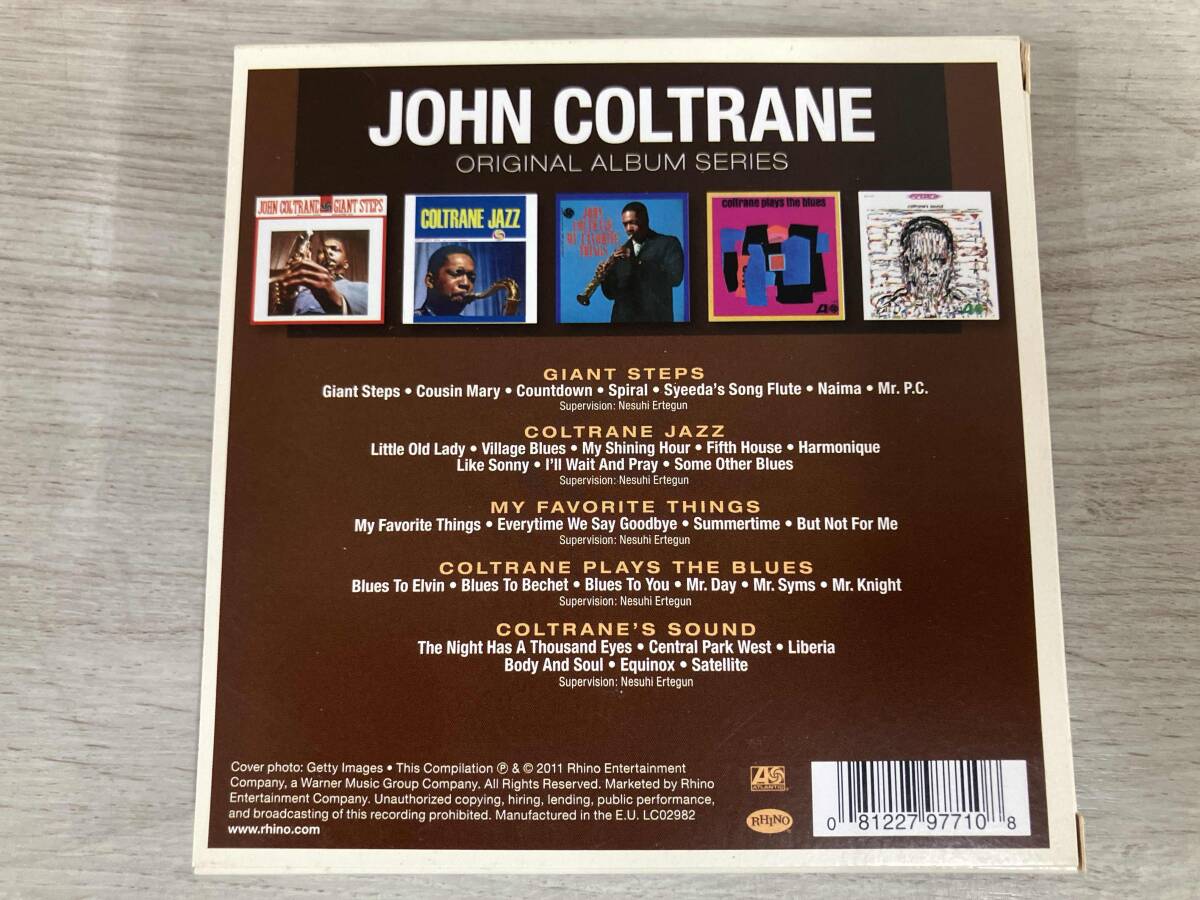 JOHN COLTRANE
ORIGINAL ALBUM SERIES
JOHN COLTRANE GIANT STEPS
COLTRANE JAZZ
JOHN
COLTRANE
MY FAVORITE
THINGS
coltrane plays the blues
coltrane's sound
GIANT STEPS
Giant Steps • Cousin Mary • Countdown • Spiral • Syeeda's Song Flute • Naima • Mr. P.C.
Supervision: Nesuhi Ertegun
COLTRANE JAZZ
Little Old Lady • Village Blues • My Shining Hour • Fifth House • Harmonique
Like Sonny • I'll Wait And Pray • Some Other Blues
Supervision: Nesuhi Ertegun
MY FAVORITE THINGS
My Favorite Things • Everytime We Say Goodbye • Summertime • But Not For Me
Supervision: Nesuhi Ertegun
COLTRANE PLAYS THE BLUES
Blues To Elvin • Blues To Bechet • Blues To You • Mr. Day • Mr. Syms • Mr. Knight
Supervision: Nesuhi Ertegun
COLTRANE'S SOUND
The Night Has A Thousand Eyes • Central Park West • Liberia
Body And Soul • Equinox • Satellite
Supervision: Nesuhi Ertegun
Cover photo: Getty Images • This Compilation ℗ & © 2011 Rhino Entertainment
Company, a Warner Music Group Company. All Rights Reserved. Marketed by Rhino
Entertainment Company. Unauthorized copying, hiring, lending, public performance,
and broadcasting of this recording prohibited. Manufactured in the E.U. LC02982
www.rhino.com
ATLANTIC
RHINO
0 81227 97710 8